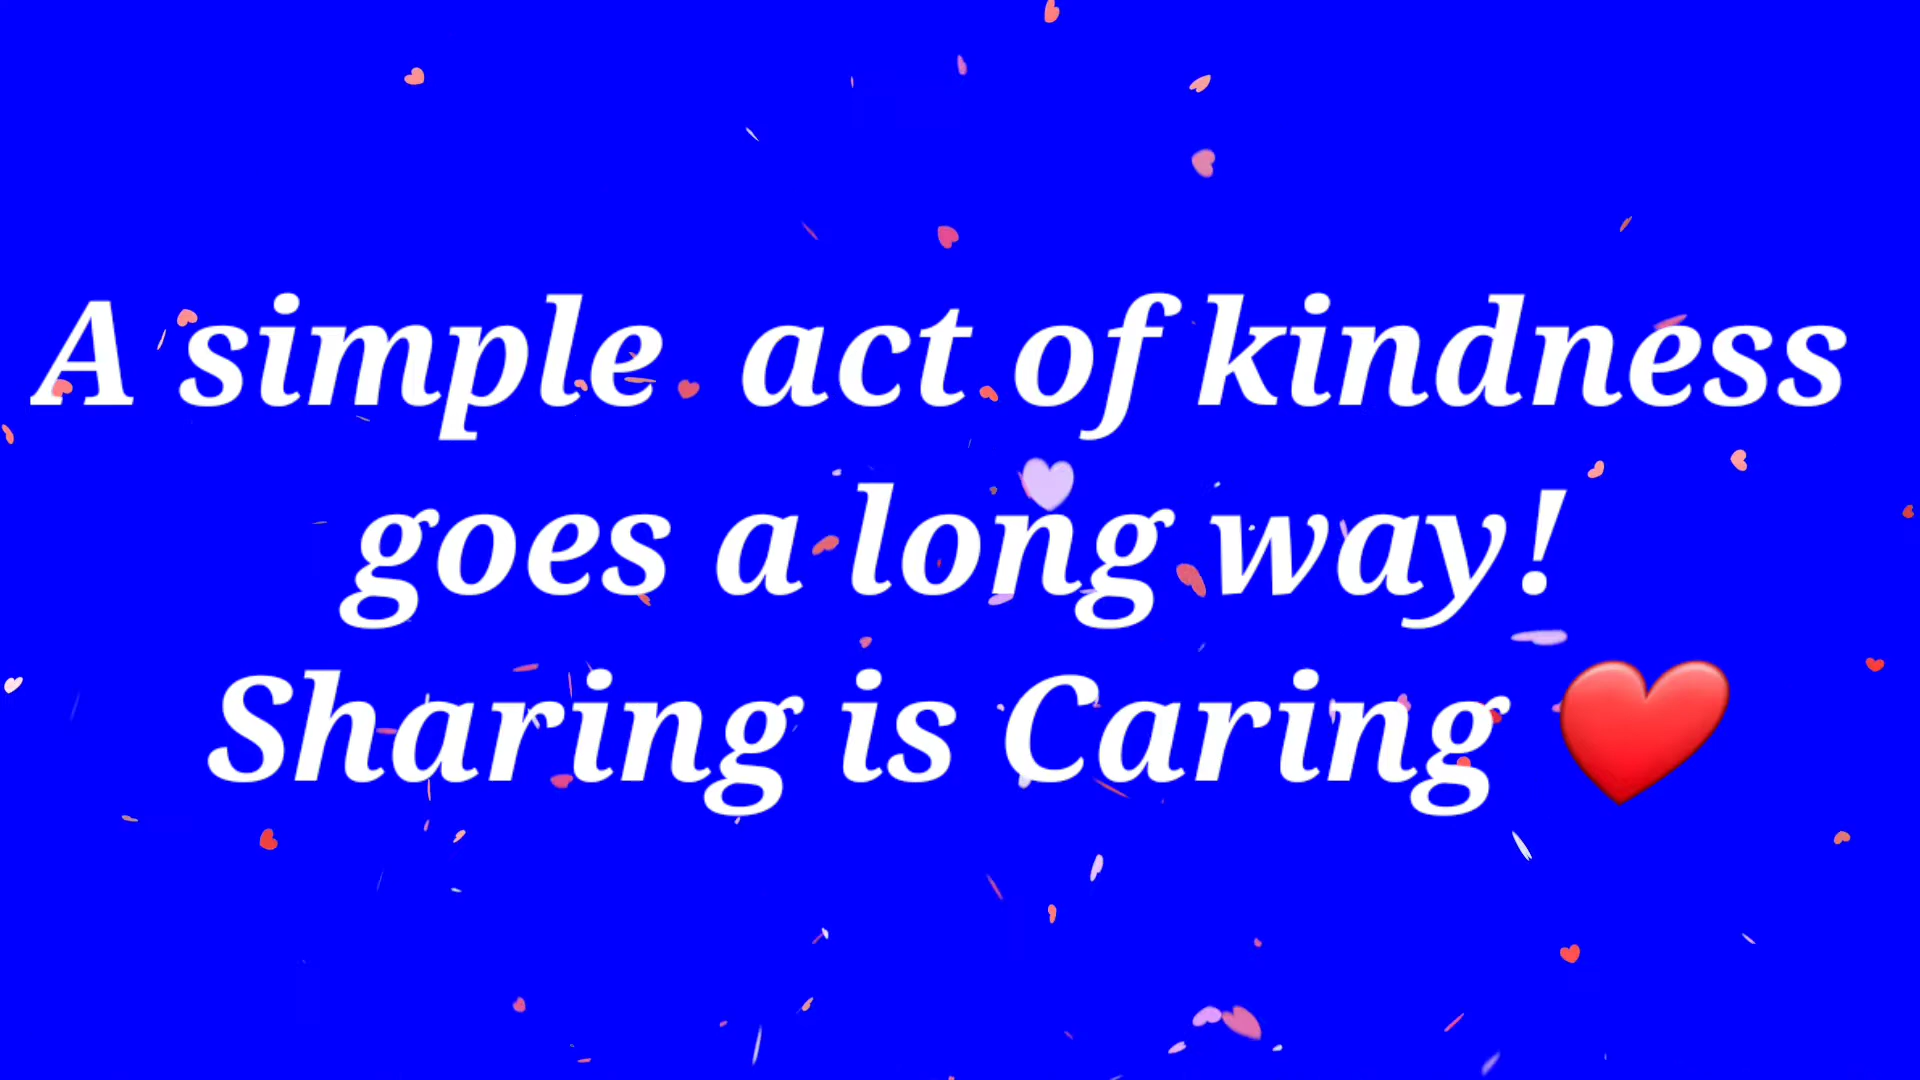 A simple  act of kindness
goes a long way!
Sharing is Caring ❤️